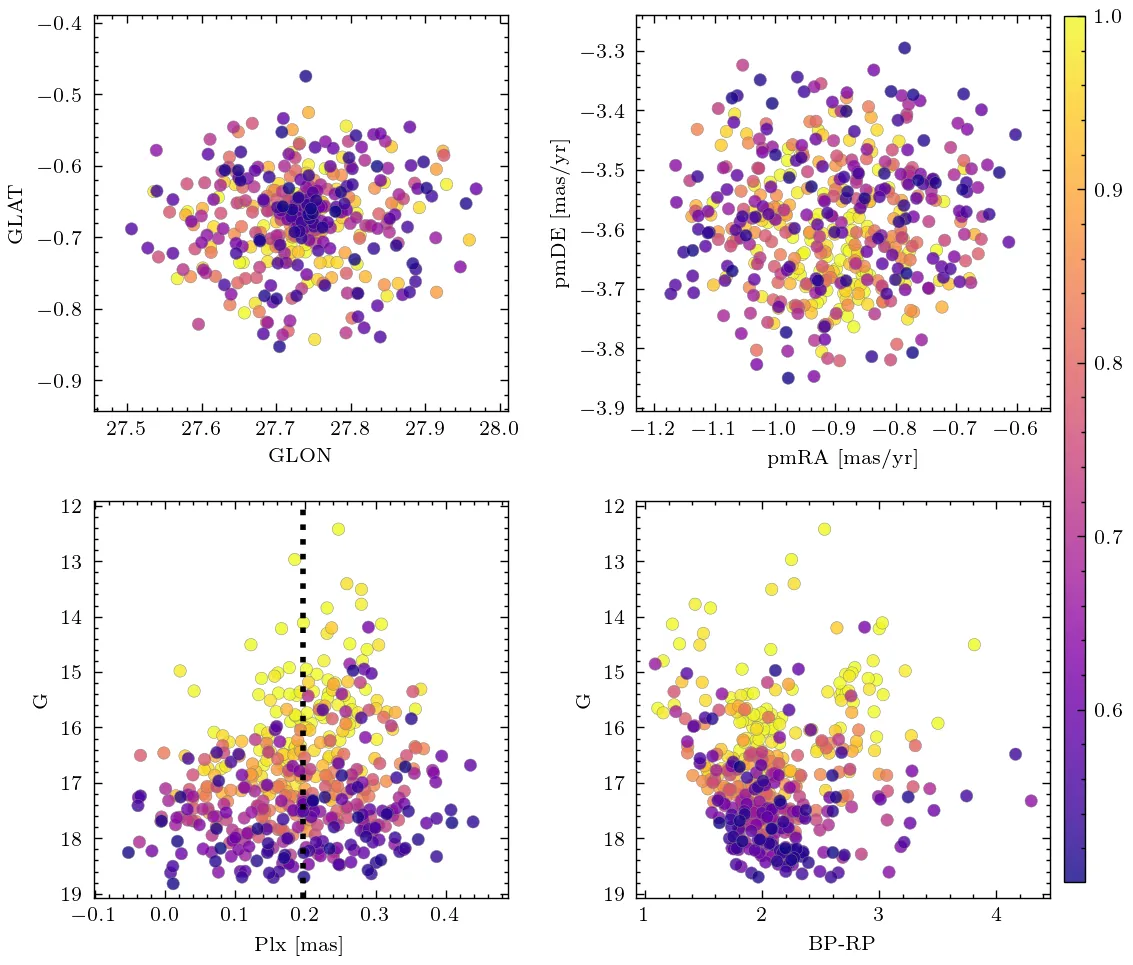 −0.4
−0.5
−0.6
−0.7
−0.8
−0.9
GLAT
27.5 27.6 27.7 27.8 27.9 28.0
GLON
−3.3
−3.4
−3.5
−3.6
−3.7
−3.8
−3.9
pmDE [mas/yr]
−1.2 −1.1 −1.0 −0.9 −0.8 −0.7 −0.6
pmRA [mas/yr]
1.0
0.9
0.8
0.7
0.6
12
13
14
15
16
17
18
19
G
−0.1 0.0 0.1 0.2 0.3 0.4
Plx [mas]
12
13
14
15
16
17
18
19
G
1 2 3 4
BP-RP